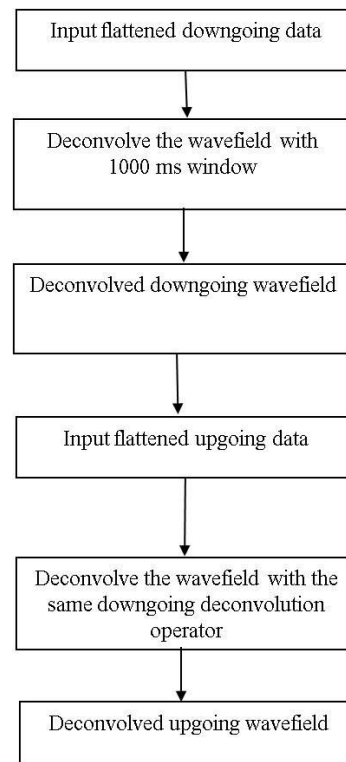 Input flattened downgoing data
Deconvolve the wavefield with
1000 ms window
Deconvolved downgoing wavefield
Input flattened upgoing data
Deconvolve the wavefield with the
same downgoing deconvolution
operator
Deconvolved upgoing wavefield